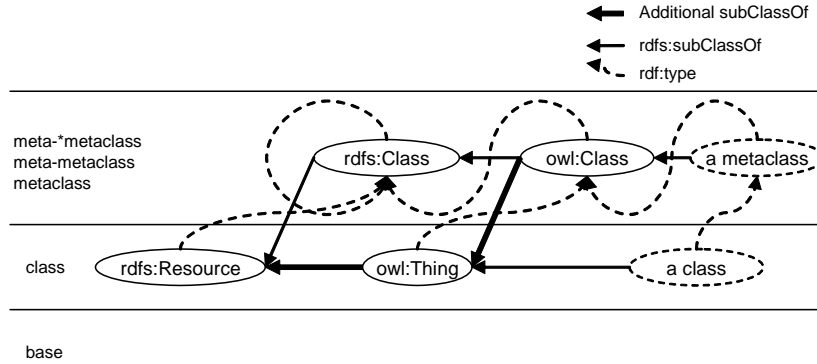 Additional subClassOf
rdfs:subClassOf
rdf:type
meta-*metaclass
meta-metaclass
metaclass
rdfs:Class
owl:Class
a metaclass
class
rdfs:Resource
owl:Thing
a class
base